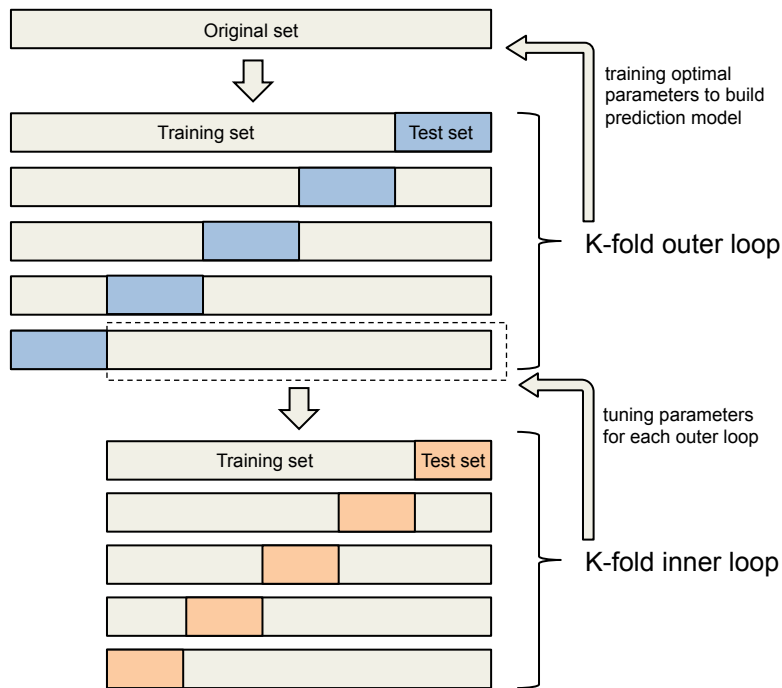 Original set
training optimal
parameters to build
prediction model
Training set
Test set
K-fold outer loop
tuning parameters
for each outer loop
Training set
Test set
K-fold inner loop